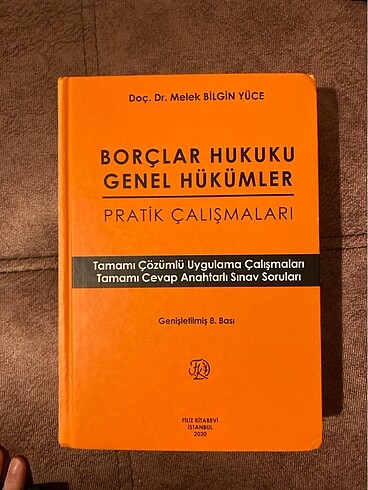 Doç. Dr. Melek BİLGİN YÜCE
BORÇLAR HUKUKU
GENEL HÜKÜMLER
PRATİK ÇALIŞMALARI
Tamamı Çözümlü Uygulama Çalışmaları
Tamamı Cevap Anahtarlı Sınav Soruları
Genişletilmiş 8. Bası
FİLİZ KİTABEVİ
İSTANBUL
2020